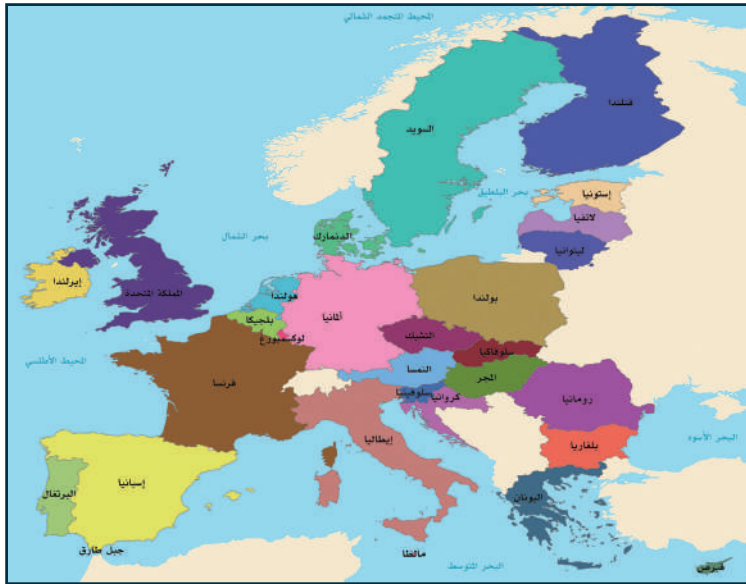 المحيط المتجمد الشمالي
فنلندا
السويد
إستونيا
بحر البلطيق
لاتفيا
الدنمارك
بحر الشمال
ليتوانيا
إيرلندا
المملكة المتحدة
هولندا
بولندا
ألمانيا
بلجيكا
لوكسمبورغ
التشيك
سلوفاكيا
المحيط الأطلسي
النمسا
المجر
فرنسا
سلوفينيا
كرواتيا
رومانيا
إيطاليا
بلغاريا
البحر الأسود
إسبانيا
البرتغال
اليونان
جبل طارق
مالطا
البحر المتوسط
قبرص